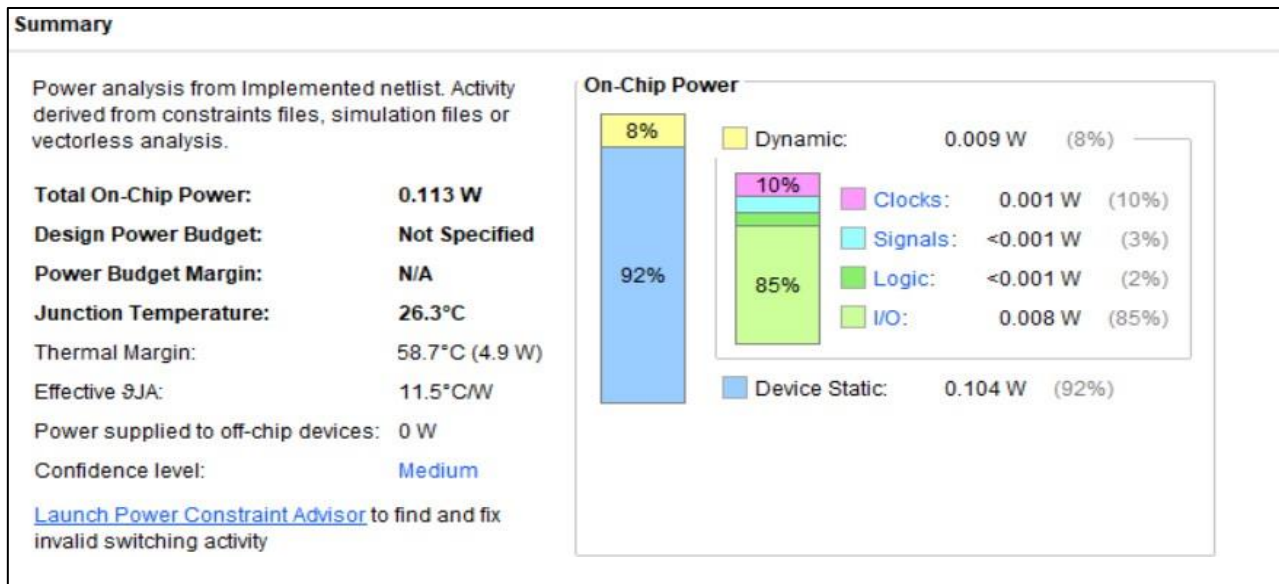 Summary
Power analysis from Implemented netlist. Activity
derived from constraints files, simulation files or
vectorless analysis.
Total On-Chip Power: 0.113 W
Design Power Budget: Not Specified
Power Budget Margin: N/A
Junction Temperature: 26.3°C
Thermal Margin: 58.7°C (4.9 W)
Effective ϑJA: 11.5°C/W
Power supplied to off-chip devices: 0 W
Confidence level: Medium
Launch Power Constraint Advisor to find and fix
invalid switching activity
On-Chip Power
8%
92%
Dynamic: 0.009 W (8%)
10%
85%
Clocks: 0.001 W (10%)
Signals: <0.001 W (3%)
Logic: <0.001 W (2%)
I/O: 0.008 W (85%)
Device Static: 0.104 W (92%)